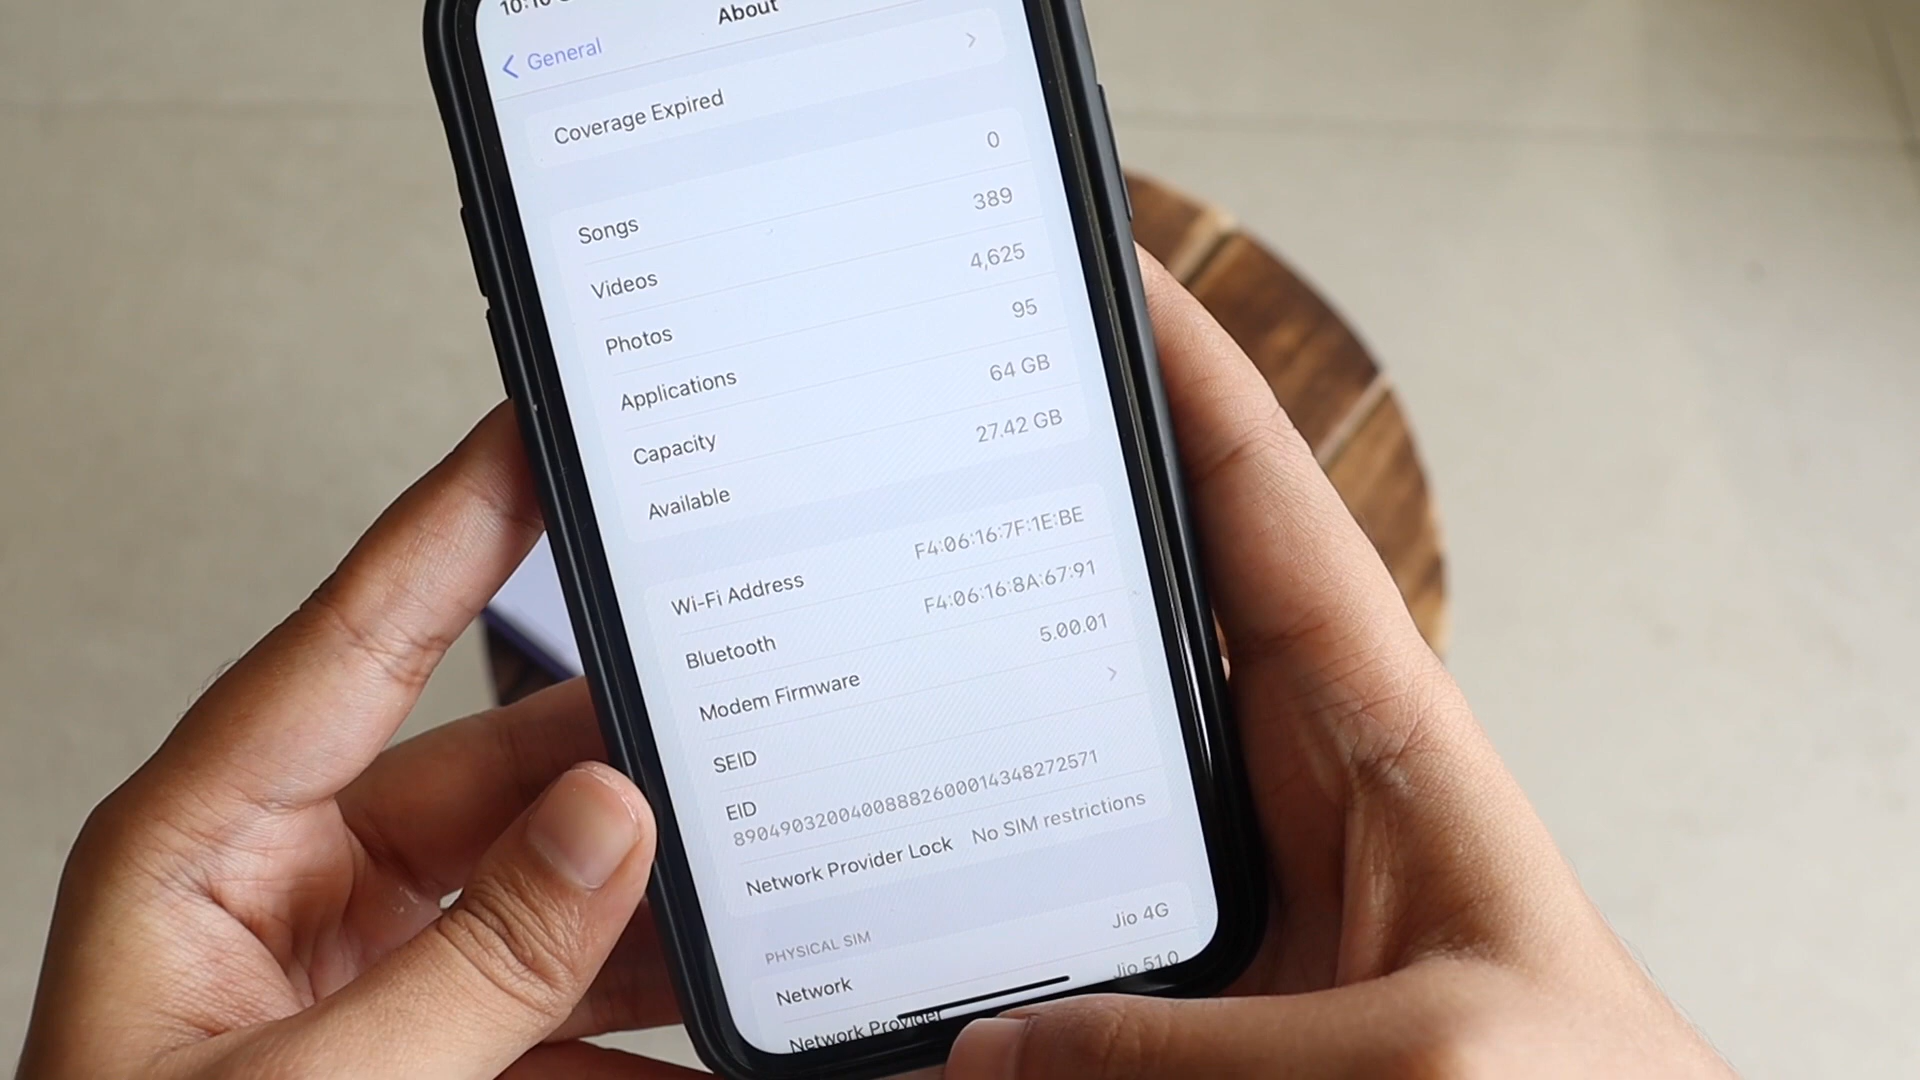 10:10
About
General
Coverage Expired
Songs 0
Videos 389
Photos 4,625
Applications 95
Capacity 64 GB
Available 27.42 GB
Wi-Fi Address F4:06:16:7F:1E:BE
Bluetooth F4:06:16:8A:67:91
Modem Firmware 5.00.01
SEID
EID
89049032004008882600014348272571
Network Provider Lock No SIM restrictions
PHYSICAL SIM
Network Jio 4G
Network Provider Jio 51.0